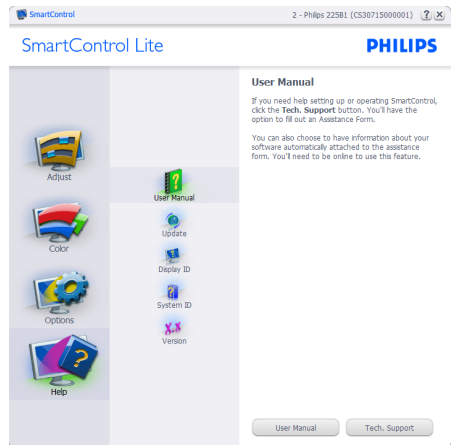 SmartControl
2 - Philips 225B1 (CS30715000001)
? X
SmartControl Lite
PHILIPS
Adjust
Color
Options
?
Help
?
User Manual
Update
?
Display ID
?
System ID
X.X
Version
User Manual
If you need help setting up or operating SmartControl,
click the Tech. Support button. You'll have the
option to fill out an Assistance Form.
You can also choose to have information about your
software automatically attached to the assistance
form. You'll need to be online to use this feature.
User Manual
Tech. Support